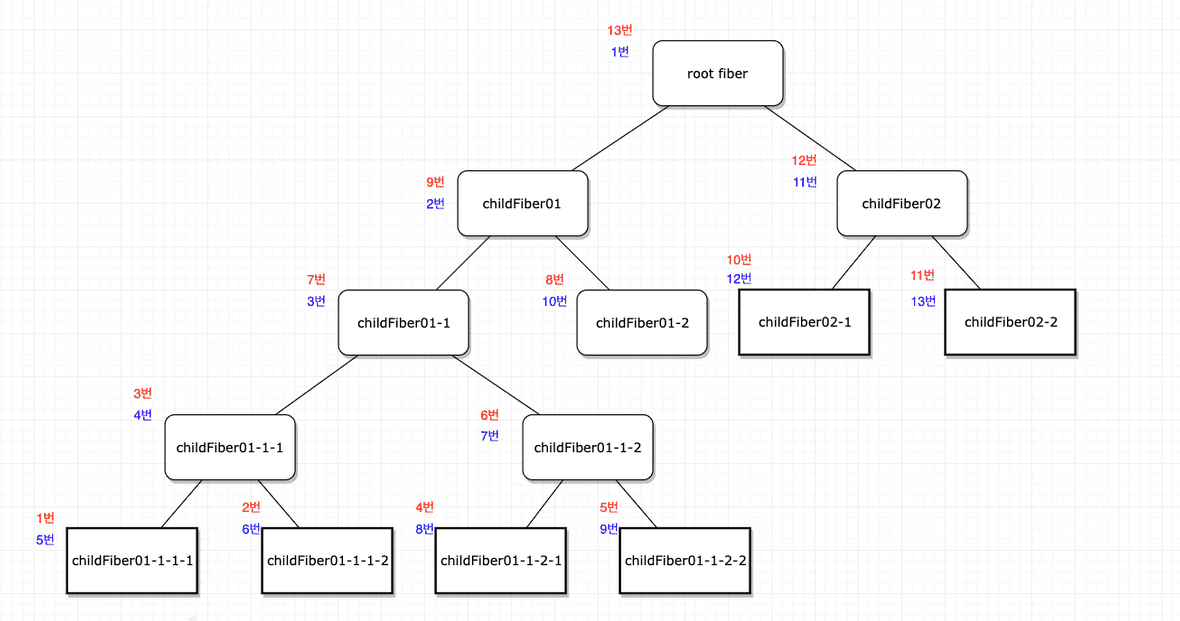 13번
1번
root fiber
12번
11번
9번
2번
childFiber01
childFiber02
7번
3번
8번
10번
10번
12번
11번
13번
childFiber01-1
childFiber01-2
childFiber02-1
childFiber02-2
3번
4번
6번
7번
childFiber01-1-1
childFiber01-1-2
1번
5번
2번
6번
4번
8번
5번
9번
childFiber01-1-1-1
childFiber01-1-1-2
childFiber01-1-2-1
childFiber01-1-2-2